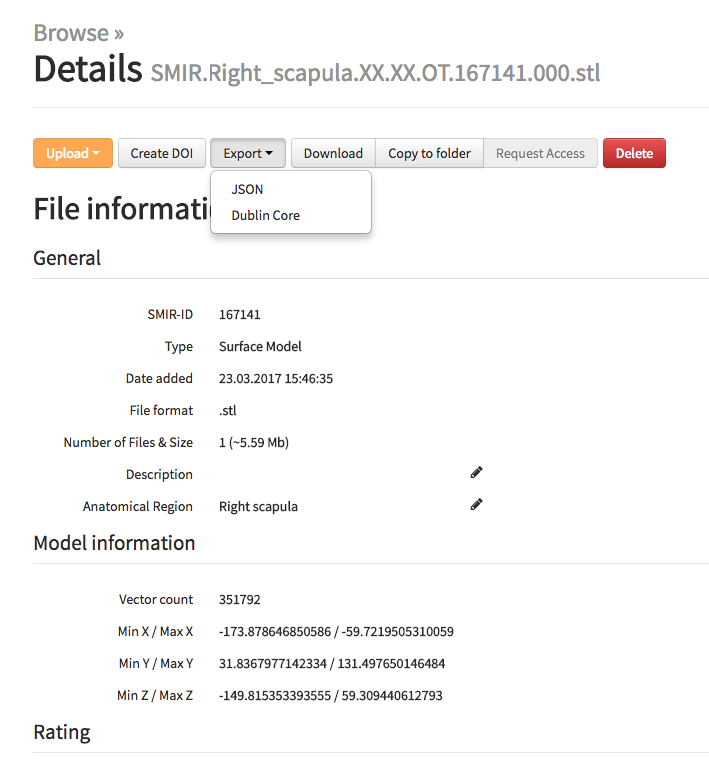 Browse »
Details SMIR.Right_scapula.XX.XX.OT.167141.000.stl
Upload Create DOI Export Download Copy to folder Request Access Delete
JSON
Dublin Core
File informati
General
SMIR-ID 167141
Type Surface Model
Date added 23.03.2017 15:46:35
File format .stl
Number of Files & Size 1 (~5.59 Mb)
Description
Anatomical Region Right scapula
Model information
Vector count 351792
Min X / Max X -173.878646850586 / -59.7219505310059
Min Y / Max Y 31.8367977142334 / 131.497650146484
Min Z / Max Z -149.815353393555 / 59.309440612793
Rating